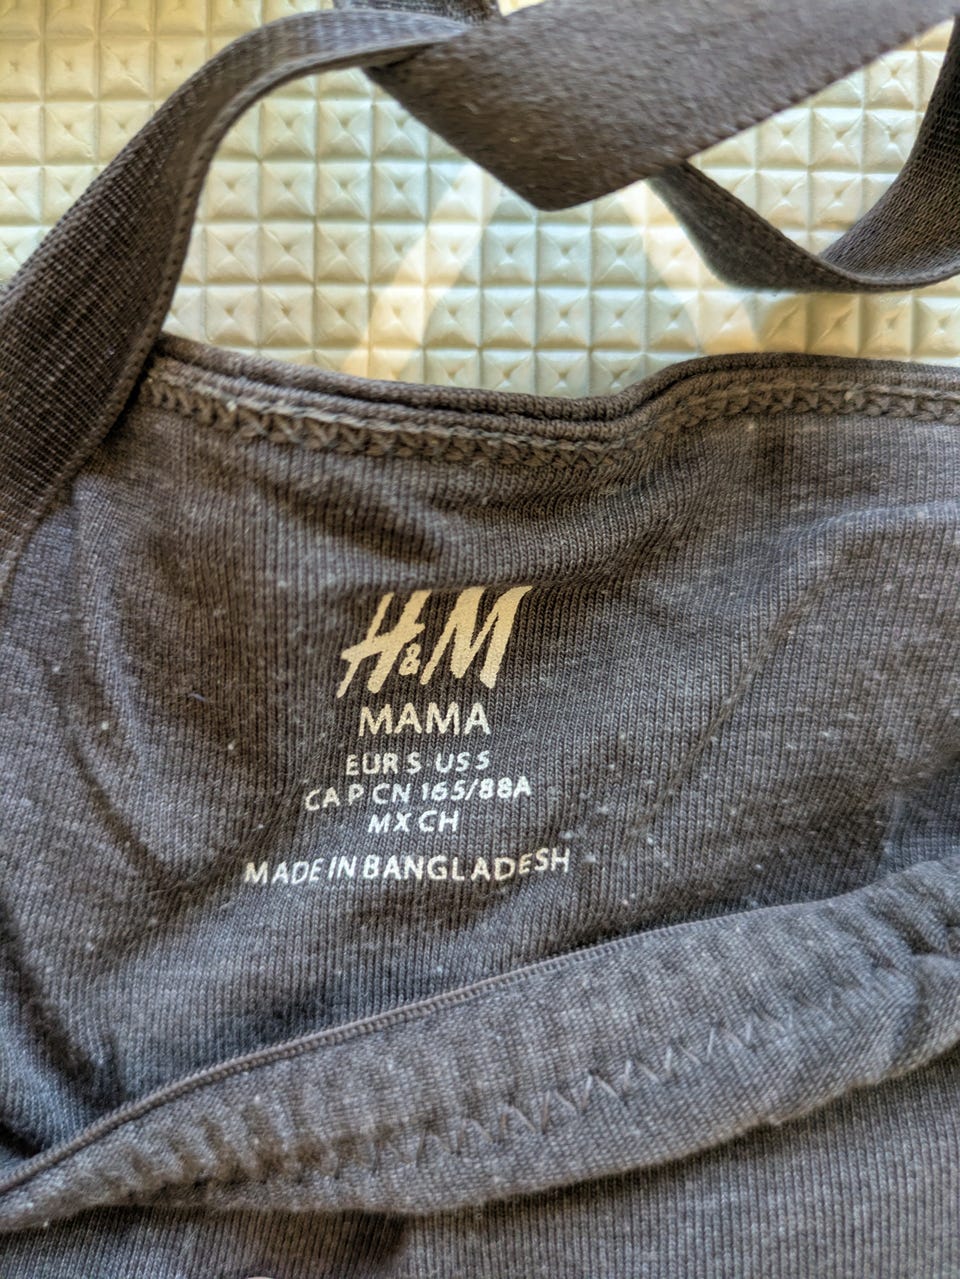 H&M
MAMA
EUR S US S
CA P CN 165/88A
MX CH
MADE IN BANGLADESH